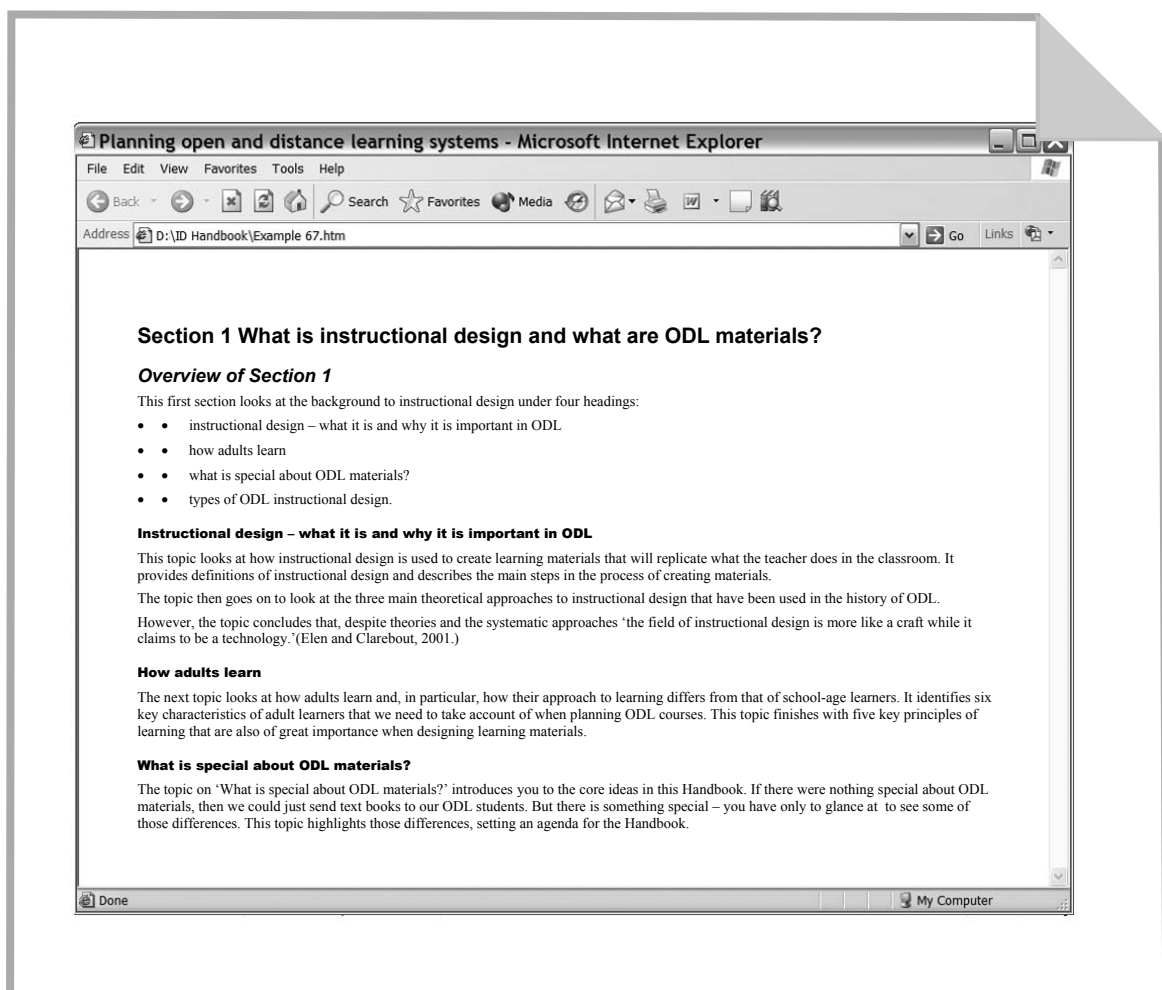 Planning open and distance learning systems - Microsoft Internet Explorer
File Edit View Favorites Tools Help
Back Search Favorites Media
Address D:\ID Handbook\Example 67.htm Go Links
Section 1 What is instructional design and what are ODL materials?
Overview of Section 1
This first section looks at the background to instructional design under four headings:
• • instructional design – what it is and why it is important in ODL
• • how adults learn
• • what is special about ODL materials?
• • types of ODL instructional design.
Instructional design – what it is and why it is important in ODL
This topic looks at how instructional design is used to create learning materials that will replicate what the teacher does in the classroom. It
provides definitions of instructional design and describes the main steps in the process of creating materials.
The topic then goes on to look at the three main theoretical approaches to instructional design that have been used in the history of ODL.
However, the topic concludes that, despite theories and the systematic approaches ‘the field of instructional design is more like a craft while it
claims to be a technology.’(Elen and Clarebout, 2001.)
How adults learn
The next topic looks at how adults learn and, in particular, how their approach to learning differs from that of school-age learners. It identifies six
key characteristics of adult learners that we need to take account of when planning ODL courses. This topic finishes with five key principles of
learning that are also of great importance when designing learning materials.
What is special about ODL materials?
The topic on ‘What is special about ODL materials?’ introduces you to the core ideas in this Handbook. If there were nothing special about ODL
materials, then we could just send text books to our ODL students. But there is something special – you have only to glance at to see some of
those differences. This topic highlights those differences, setting an agenda for the Handbook.
Done My Computer